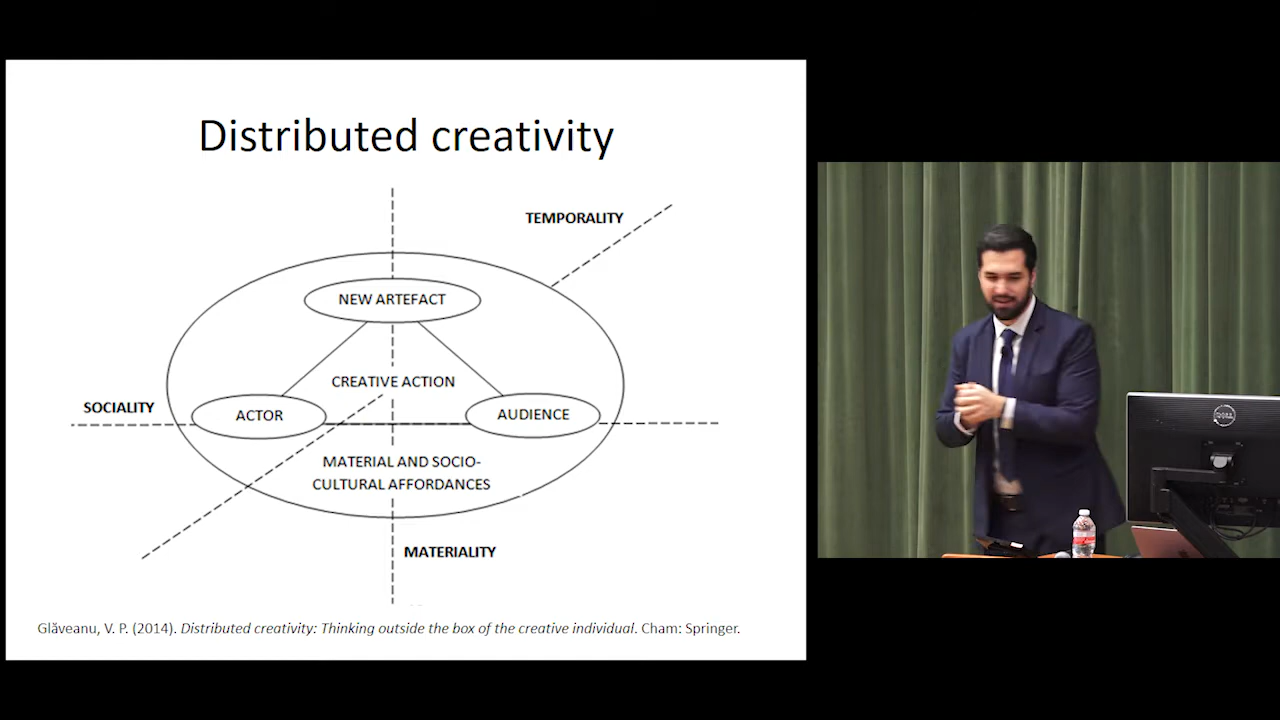 Distributed creativity
TEMPORALITY
NEW ARTEFACT
CREATIVE ACTION
SOCIALITY
ACTOR
AUDIENCE
MATERIAL AND SOCIO-
CULTURAL AFFORDANCES
MATERIALITY
Glăveanu, V. P. (2014). Distributed creativity: Thinking outside the box of the creative individual. Cham: Springer.
DELL